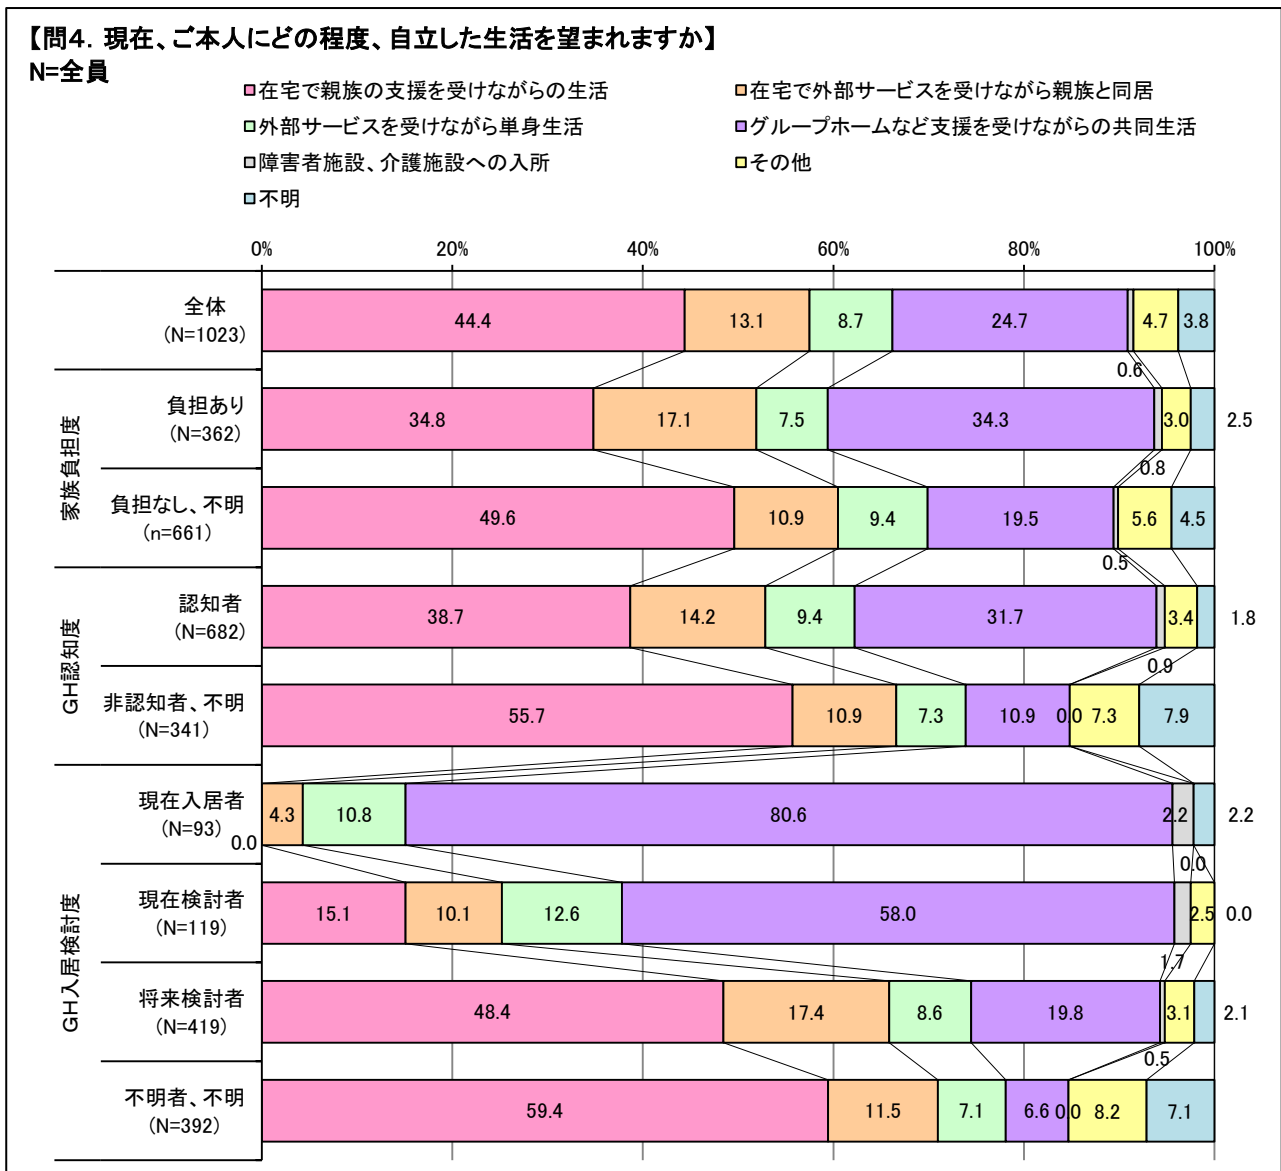 【問4．現在、ご本人にどの程度、自立した生活を望まれますか】
N=全員
在宅で親族の支援を受けながらの生活
在宅で外部サービスを受けながら親族と同居
外部サービスを受けながら単身生活
グループホームなど支援を受けながらの共同生活
障害者施設、介護施設への入所
その他
不明
0% 20% 40% 60% 80% 100%
全体
(N=1023)
44.4 13.1 8.7 24.7 0.6 4.7 3.8
家族負担度
負担あり
(N=362)
34.8 17.1 7.5 34.3 0.8 3.0 2.5
負担なし、不明
(n=661)
49.6 10.9 9.4 19.5 0.5 5.6 4.5
GH認知度
認知者
(N=682)
38.7 14.2 9.4 31.7 0.9 3.4 1.8
非認知者、不明
(N=341)
55.7 10.9 7.3 10.9 0.0 7.3 7.9
GH入居検討度
現在入居者
(N=93)
0.0 4.3 10.8 80.6 2.2 0.0 2.2
現在検討者
(N=119)
15.1 10.1 12.6 58.0 1.7 2.5 0.0
将来検討者
(N=419)
48.4 17.4 8.6 19.8 0.5 3.1 2.1
不明者、不明
(N=392)
59.4 11.5 7.1 6.6 0.0 8.2 7.1